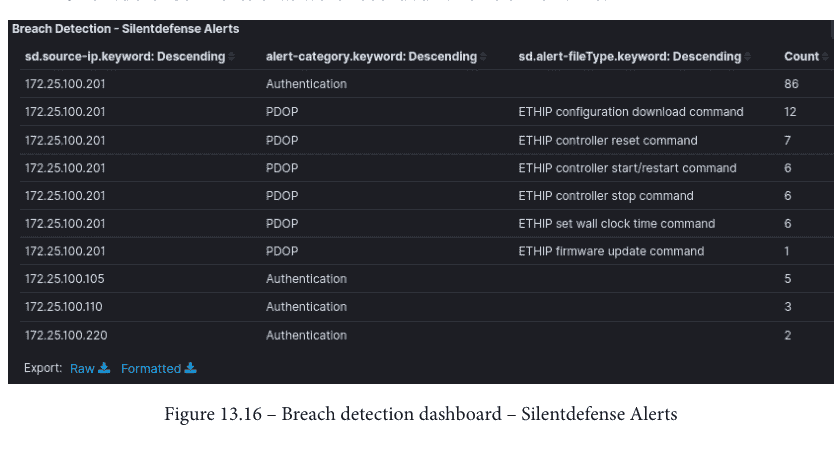 Breach Detection - Silentdefense Alerts
sd.source-ip.keyword: Descending alert-category.keyword: Descending sd.alert-fileType.keyword: Descending Count
172.25.100.201 Authentication 86
172.25.100.201 PDOP ETHIP configuration download command 12
172.25.100.201 PDOP ETHIP controller reset command 7
172.25.100.201 PDOP ETHIP controller start/restart command 6
172.25.100.201 PDOP ETHIP controller stop command 6
172.25.100.201 PDOP ETHIP set wall clock time command 6
172.25.100.201 PDOP ETHIP firmware update command 1
172.25.100.105 Authentication 5
172.25.100.110 Authentication 3
172.25.100.220 Authentication 2
Export: Raw Formatted
Figure 13.16 – Breach detection dashboard – Silentdefense Alerts